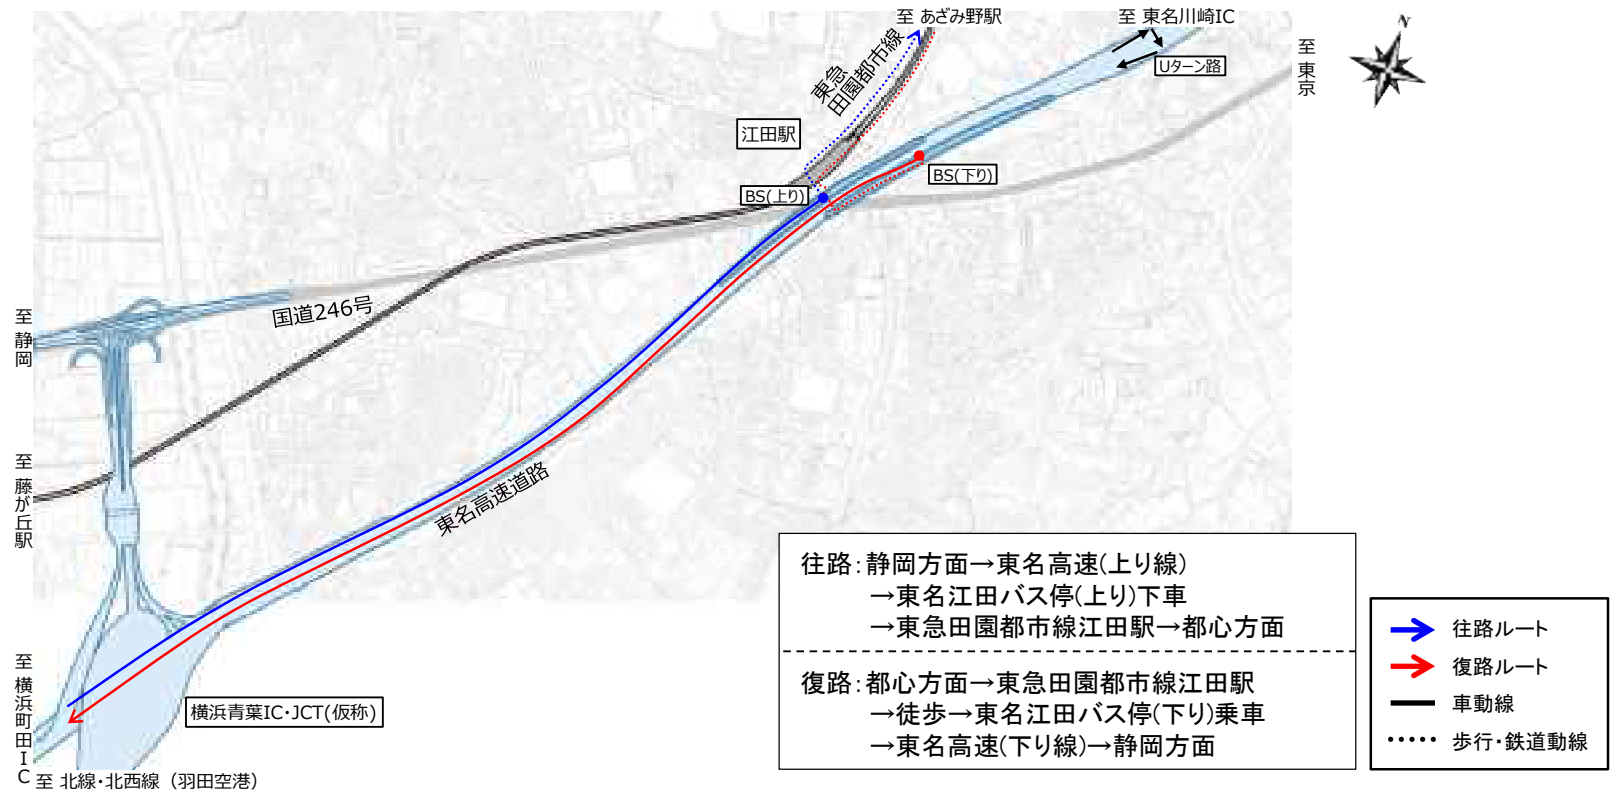 至 あざみ野駅
至 東名川崎IC
至 東京
N
Uターン路
東急
田園都市線
江田駅
BS(上り)
BS(下り)
国道246号
至 静岡
至 藤が丘駅
東名高速道路
至 横浜町田IC
横浜青葉IC・JCT(仮称)
至 北線・北西線（羽田空港）
往路：静岡方面→東名高速(上り線)
→東名江田バス停(上り)下車
→東急田園都市線江田駅→都心方面
復路：都心方面→東急田園都市線江田駅
→徒歩→東名江田バス停(下り)乗車
→東名高速(下り線)→静岡方面
往路ルート
復路ルート
車動線
歩行・鉄道動線